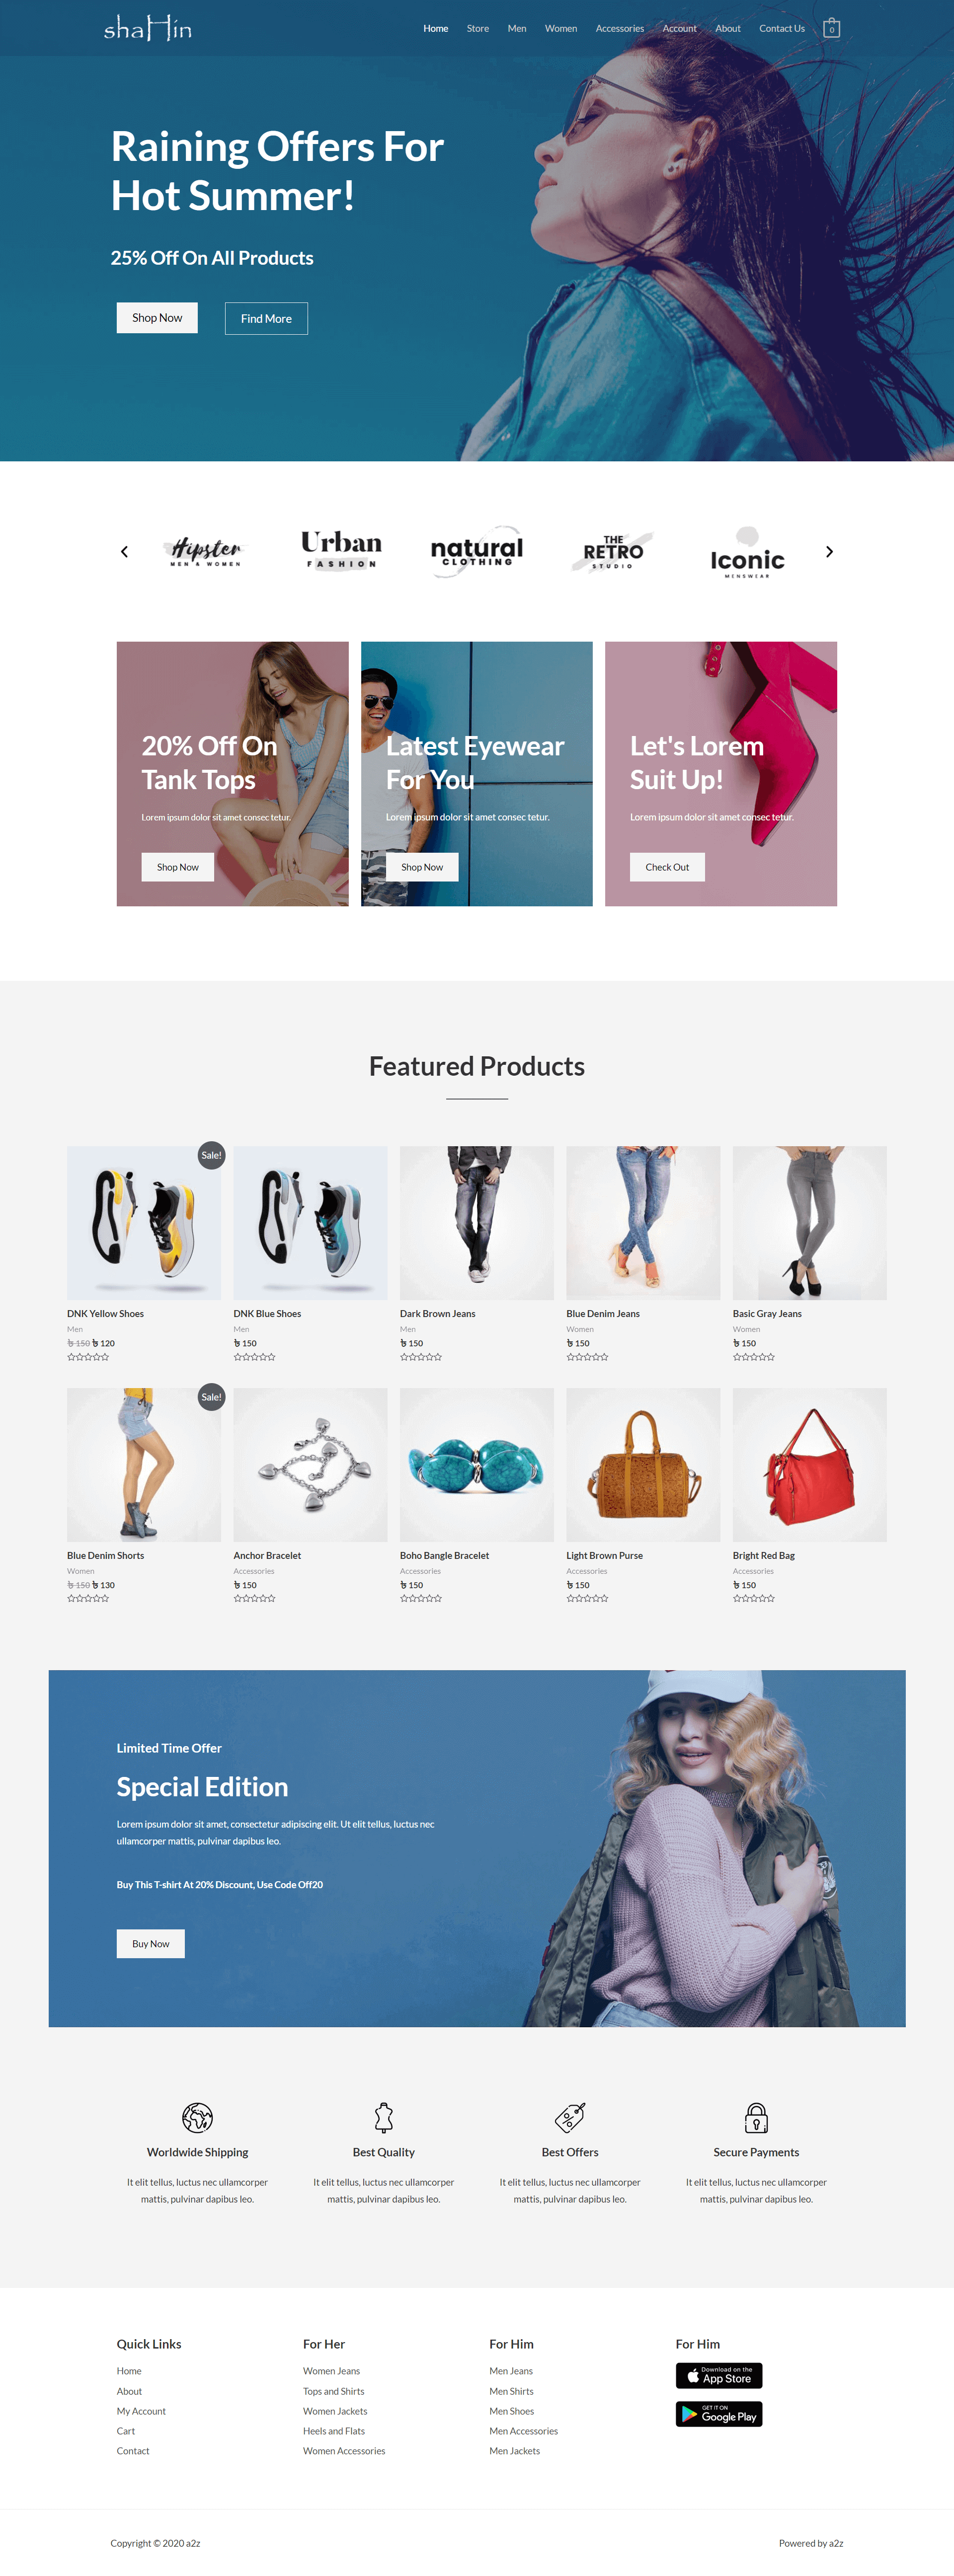 shaHin
Home Store Men Women Accessories Account About Contact Us 0
Raining Offers For
Hot Summer!
25% Off On All Products
Shop Now Find More
Hipster
MEN & WOMEN
Urban
FASHION
natural
CLOTHING
THE
RETRO
STUDIO
Iconic
MENSWEAR
20% Off On
Tank Tops
Lorem ipsum dolor sit amet consec tetur.
Shop Now
Latest Eyewear
For You
Lorem ipsum dolor sit amet consec tetur.
Shop Now
Let's Lorem
Suit Up!
Lorem ipsum dolor sit amet consec tetur.
Check Out
Featured Products
Sale!
DNK Yellow Shoes
Men
৳ 150 ৳ 120
DNK Blue Shoes
Men
৳ 150
Dark Brown Jeans
Men
৳ 150
Blue Denim Jeans
Women
৳ 150
Basic Gray Jeans
Women
৳ 150
Sale!
Blue Denim Shorts
Women
৳ 150 ৳ 130
Anchor Bracelet
Accessories
৳ 150
Boho Bangle Bracelet
Accessories
৳ 150
Light Brown Purse
Accessories
৳ 150
Bright Red Bag
Accessories
৳ 150
Limited Time Offer
Special Edition
Lorem ipsum dolor sit amet, consectetur adipiscing elit. Ut elit tellus, luctus nec
ullamcorper mattis, pulvinar dapibus leo.
Buy This T-shirt At 20% Discount, Use Code Off20
Buy Now
Worldwide Shipping
It elit tellus, luctus nec ullamcorper
mattis, pulvinar dapibus leo.
Best Quality
It elit tellus, luctus nec ullamcorper
mattis, pulvinar dapibus leo.
Best Offers
It elit tellus, luctus nec ullamcorper
mattis, pulvinar dapibus leo.
Secure Payments
It elit tellus, luctus nec ullamcorper
mattis, pulvinar dapibus leo.
Quick Links
Home
About
My Account
Cart
Contact
For Her
Women Jeans
Tops and Shirts
Women Jackets
Heels and Flats
Women Accessories
For Him
Men Jeans
Men Shirts
Men Shoes
Men Accessories
Men Jackets
For Him
Download on the
App Store
GET IT ON
Google Play
Copyright © 2020 a2z
Powered by a2z